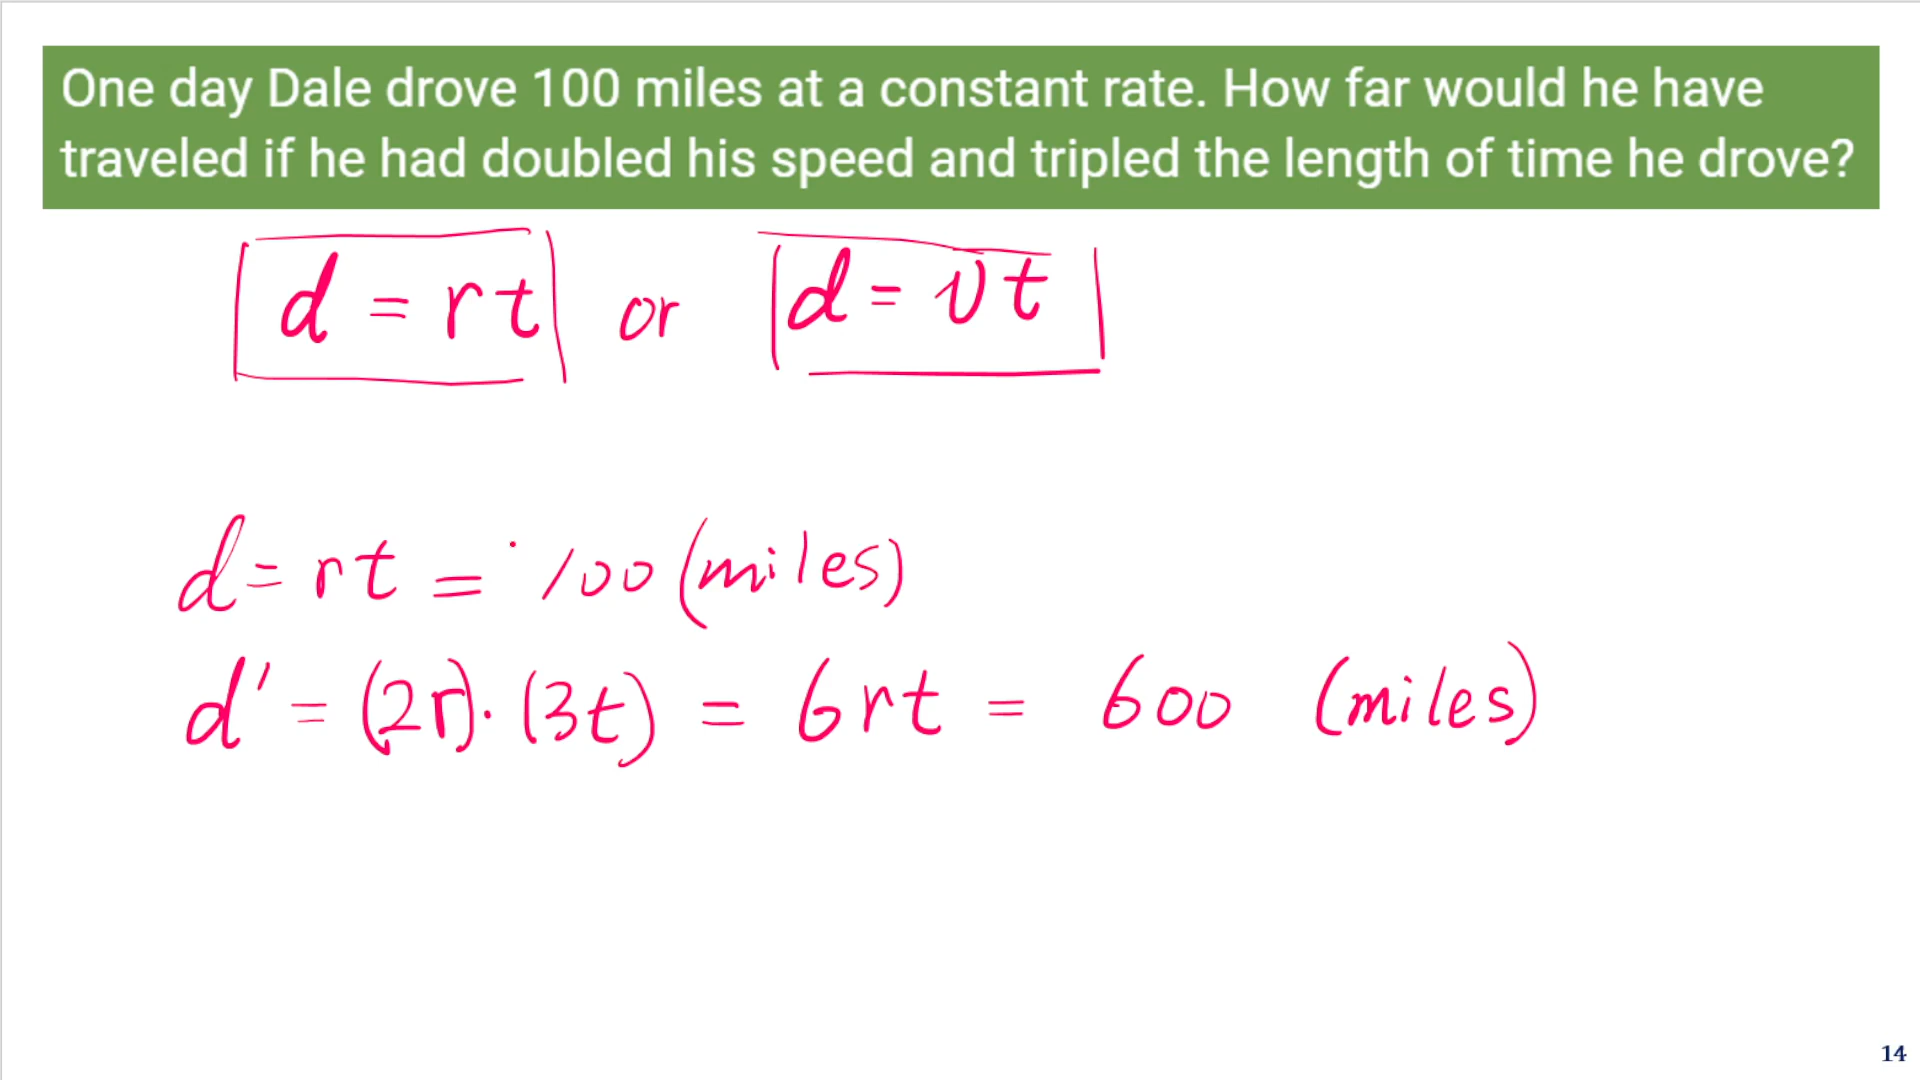 One day Dale drove 100 miles at a constant rate. How far would he have
traveled if he had doubled his speed and tripled the length of time he drove?
d = rt or d = vt
d = rt = 100 (miles)
d' = (2r) · (3t) = 6rt = 600 (miles)
14